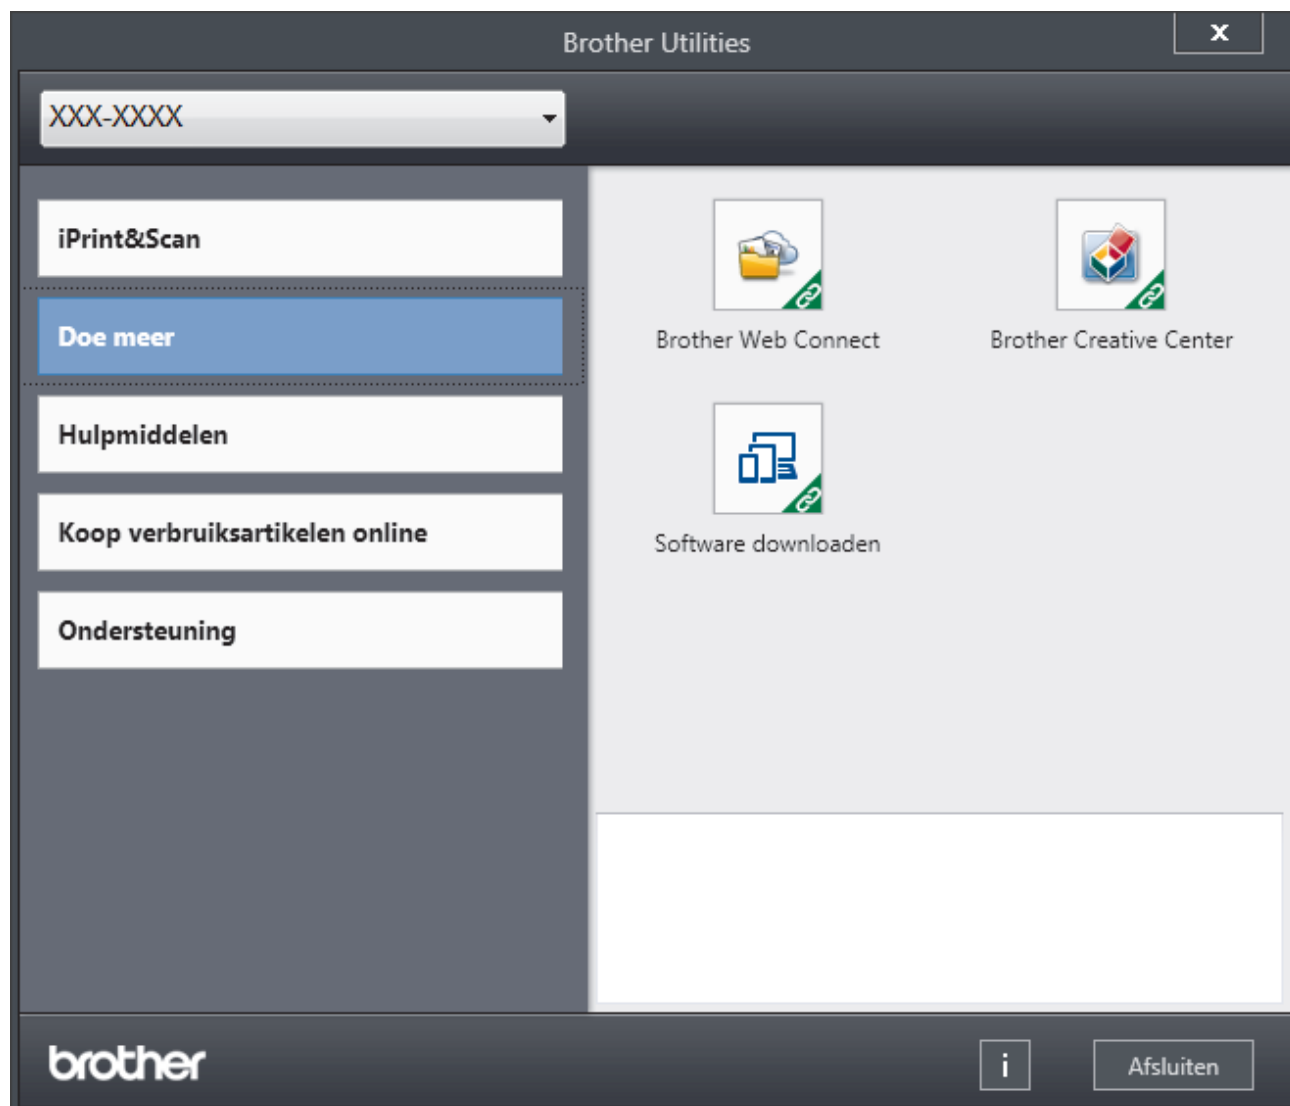 Brother Utilities
x
XXX-XXXX
iPrint&Scan
Doe meer
Hulpmiddelen
Koop verbruiksartikelen online
Ondersteuning
Brother Web Connect
Brother Creative Center
Software downloaden
brother
i
Afsluiten